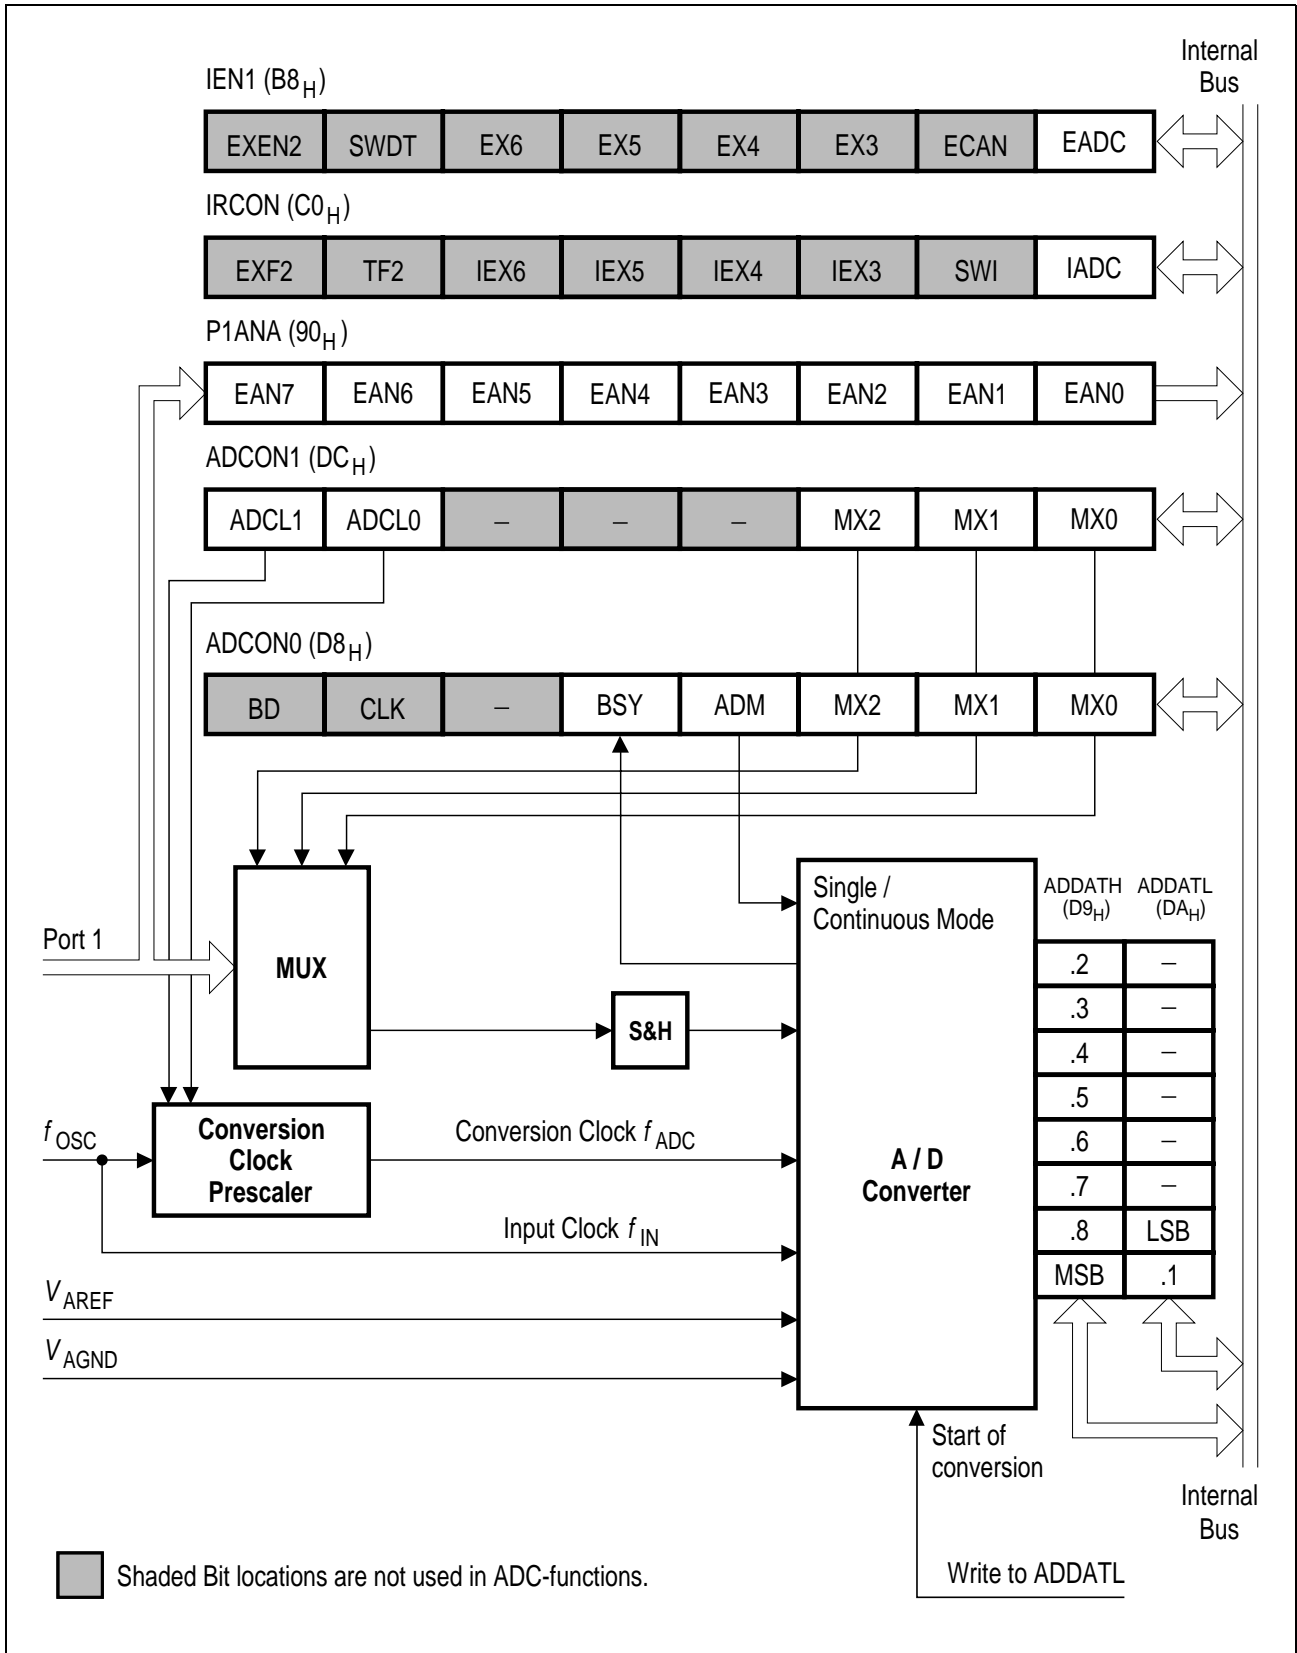 Internal
Bus
IEN1 (B8H)
EXEN2 SWDT EX6 EX5 EX4 EX3 ECAN EADC
IRCON (C0H)
EXF2 TF2 IEX6 IEX5 IEX4 IEX3 SWI IADC
P1ANA (90H)
EAN7 EAN6 EAN5 EAN4 EAN3 EAN2 EAN1 EAN0
ADCON1 (DCH)
ADCL1 ADCL0 – – – MX2 MX1 MX0
ADCON0 (D8H)
BD CLK – BSY ADM MX2 MX1 MX0
Single /
Continuous Mode
ADDATH ADDATL
(D9H) (DAH)
Port 1
MUX
S&H
.2 –
.3 –
.4 –
.5 –
.6 –
.7 –
.8 LSB
MSB .1
fOSC
Conversion
Clock
Prescaler
Conversion Clock fADC
A / D
Converter
Input Clock fIN
VAREF
VAGND
Start of
conversion
Internal
Bus
Write to ADDATL
Shaded Bit locations are not used in ADC-functions.